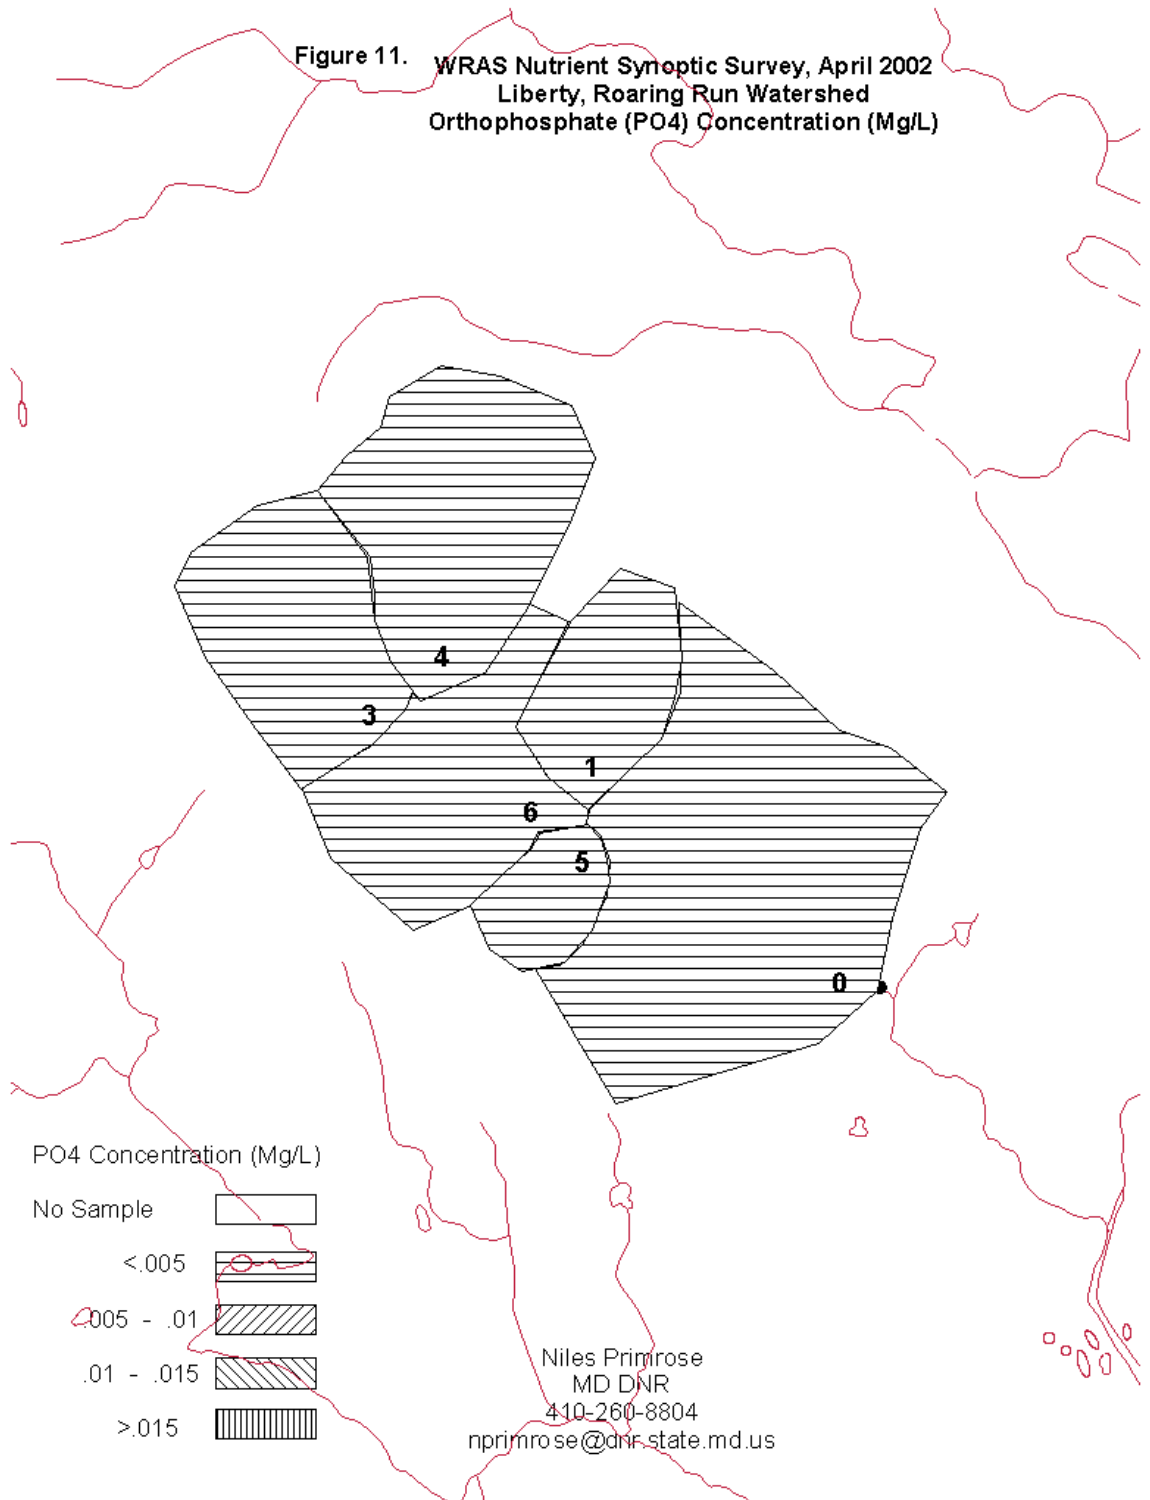 Figure 11.
WRAS Nutrient Synoptic Survey, April 2002
Liberty, Roaring Run Watershed
Orthophosphate (PO4) Concentration (Mg/L)
4
3
1
6
5
0
PO4 Concentration (Mg/L)
No Sample
<.005
.005 - .01
.01 - .015
>.015
Niles Primrose
MD DNR
410-260-8804
nprimrose@dnr.state.md.us